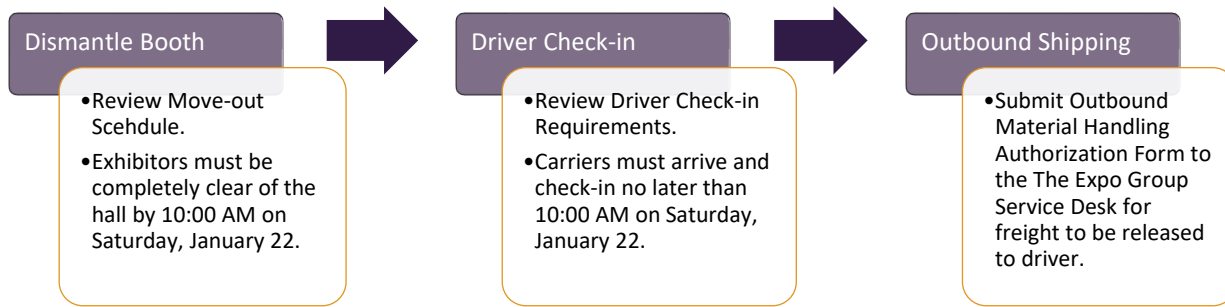 Dismantle Booth
•Review Move-out
Scehdule.
•Exhibitors must be
completely clear of the
hall by 10:00 AM on
Saturday, January 22.
Driver Check-in
•Review Driver Check-in
Requirements.
•Carriers must arrive and
check-in no later than
10:00 AM on Saturday,
January 22.
Outbound Shipping
•Submit Outbound
Material Handling
Authorization Form to
the The Expo Group
Service Desk for
freight to be released
to driver.